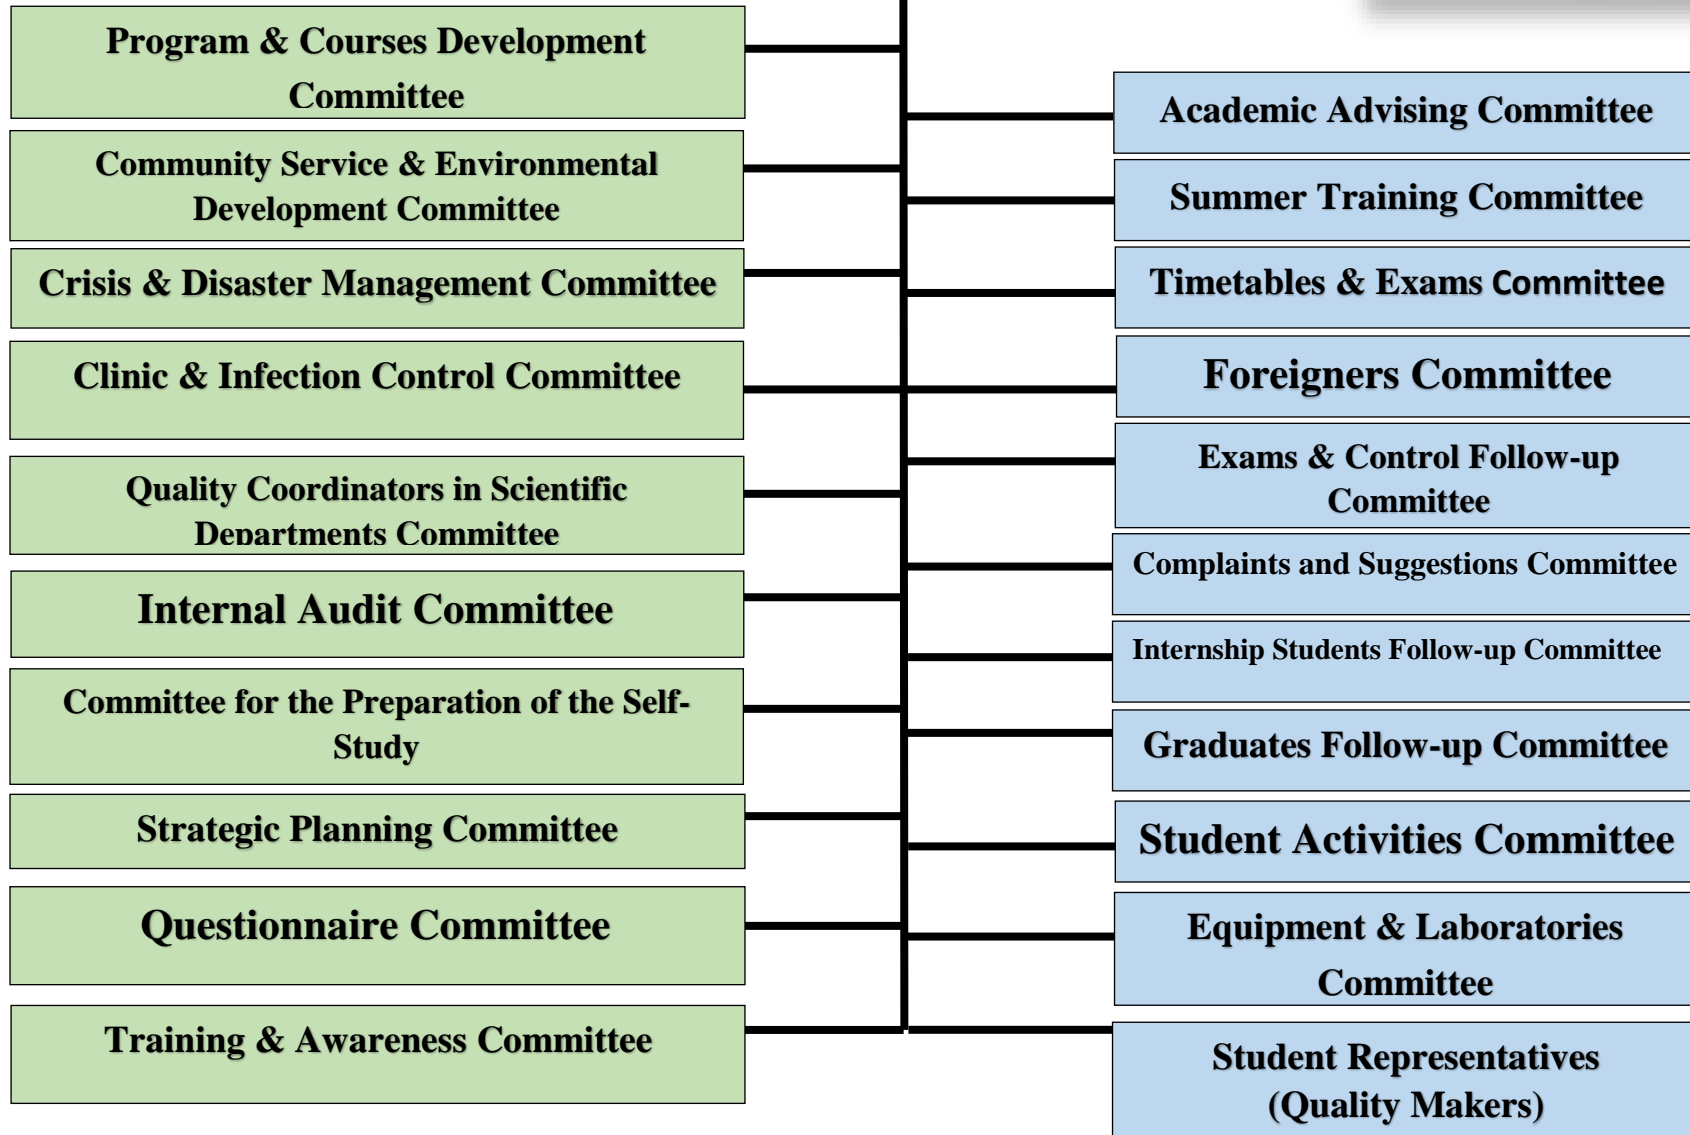 Program & Courses Development
Committee
Community Service & Environmental
Development Committee
Crisis & Disaster Management Committee
Clinic & Infection Control Committee
Quality Coordinators in Scientific
Departments Committee
Internal Audit Committee
Committee for the Preparation of the Self-
Study
Strategic Planning Committee
Questionnaire Committee
Training & Awareness Committee
Academic Advising Committee
Summer Training Committee
Timetables & Exams Committee
Foreigners Committee
Exams & Control Follow-up
Committee
Complaints and Suggestions Committee
Internship Students Follow-up Committee
Graduates Follow-up Committee
Student Activities Committee
Equipment & Laboratories
Committee
Student Representatives
(Quality Makers)